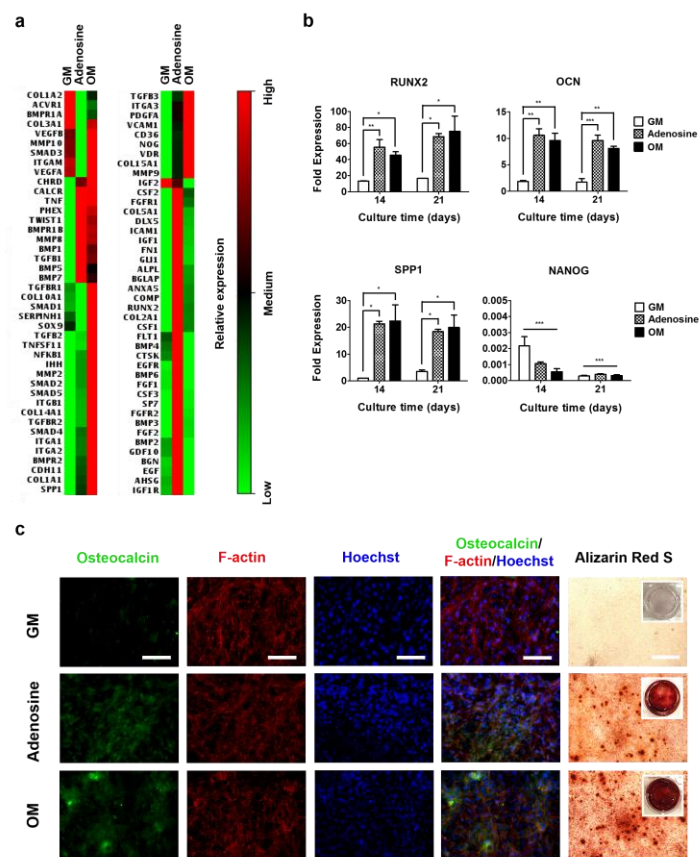 a
GM
Adenosine
OM
COL1A2
ACVR1
BMPR1A
COL3A1
VEGFB
MMP10
SMAD3
ITGAM
VEGFA
CHRD
CALCR
TNF
PHEX
TWIST1
BMPR1B
MMP8
BMP1
TGFB1
BMP5
BMP7
TGFBR1
COL10A1
SMAD1
SERPINH1
SOX9
TGFB2
TNFSF11
NFKB1
IHH
MMP2
SMAD2
SMAD5
ITGB1
COL14A1
TGFBR2
SMAD4
ITGA1
ITGA2
BMPR2
CDH11
COL1A1
SPP1
GM
Adenosine
OM
TGFB3
ITGA3
PDGFA
VCAM1
CD36
NOG
VDR
COL15A1
MMP9
IGF2
CSF2
FGFR1
COL5A1
DLX5
ICAM1
IGF1
FN1
GLI1
ALPL
BGLAP
ANXA5
COMP
RUNX2
COL2A1
CSF1
FLT1
BMP4
CTSK
EGFR
BMP6
FGF1
CSF3
SP7
FGFR2
BMP3
FGF2
BMP2
GDF10
BGN
EGF
AHSG
IGF1R
Relative expression
High
Medium
Low
b
RUNX2
Fold Expression
100
80
60
40
20
0
** * * *
14 21
Culture time (days)
OCN
15
10
5
0
** ** *** **
14 21
Culture time (days)
GM
Adenosine
OM
SPP1
Fold Expression
30
20
10
0
* * * *
14 21
Culture time (days)
NANOG
0.005
0.004
0.003
0.002
0.001
0.000
*** ***
14 21
Culture time (days)
GM
Adenosine
OM
c
Osteocalcin F-actin Hoechst Osteocalcin/
F-actin/Hoechst Alizarin Red S
GM
Adenosine
OM